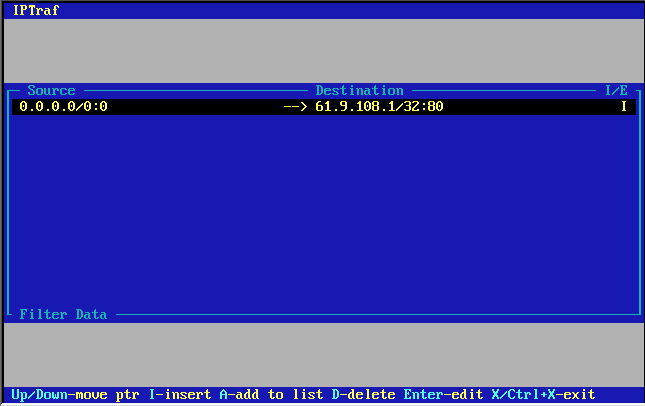 IPTraf
Source Destination I/E
0.0.0.0/0:0 --> 61.9.108.1/32:80 I
Filter Data
Up/Down-move ptr I-insert A-add to list D-delete Enter-edit X/Ctrl+X-exit